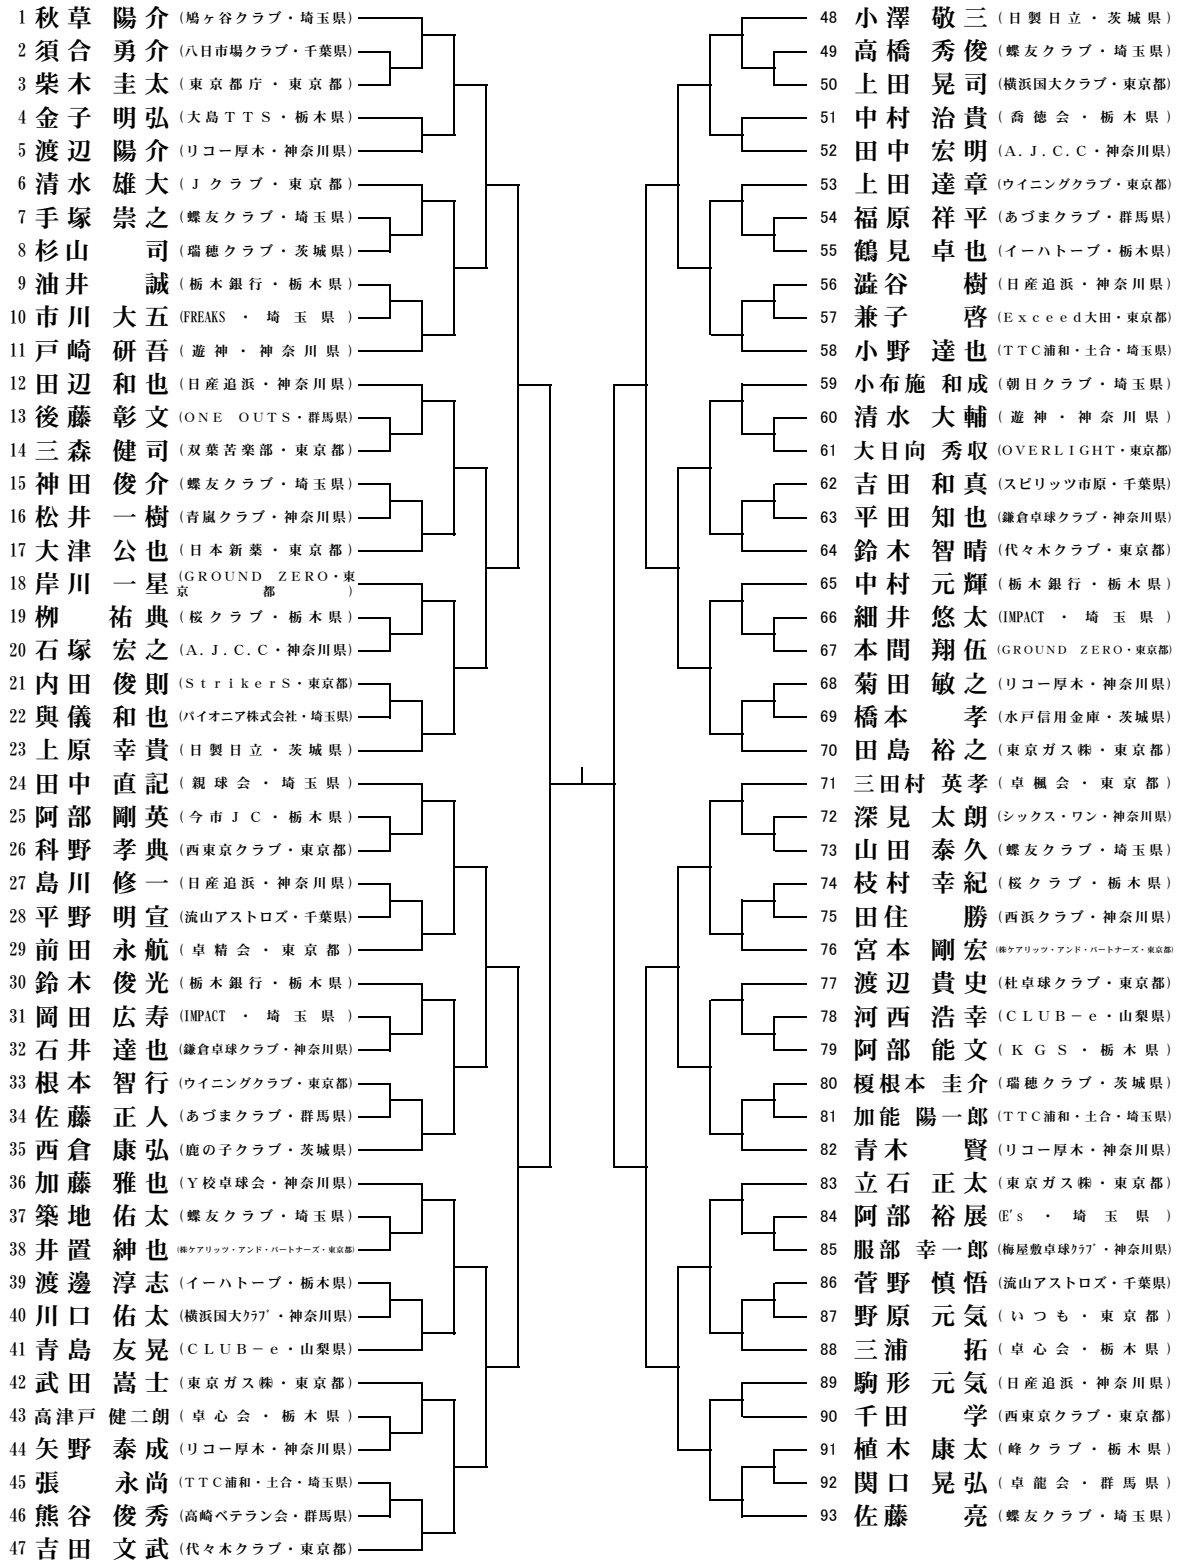 1 秋草 陽介 (鳩ヶ谷クラブ・埼玉県)
2 須合 勇介 (八日市場クラブ・千葉県)
3 柴木 圭太 (東京都庁・東京都)
4 金子 明弘 (大島TTS・栃木県)
5 渡辺 陽介 (リコー厚木・神奈川県)
6 清水 雄大 (Jクラブ・東京都)
7 手塚 崇之 (蝶友クラブ・埼玉県)
8 杉山 司 (瑞穂クラブ・茨城県)
9 油井 誠 (栃木銀行・栃木県)
10 市川 大五 (FREAKS・埼玉県)
11 戸崎 研吾 (遊神・神奈川県)
12 田辺 和也 (日産追浜・神奈川県)
13 後藤 彰文 (ONE OUTS・群馬県)
14 三森 健司 (双葉苦楽部・東京都)
15 神田 俊介 (蝶友クラブ・埼玉県)
16 松井 一樹 (青嵐クラブ・神奈川県)
17 大津 公也 (日本新薬・東京都)
18 岸川 一星 (GROUND ZERO・東京都)
19 栁 祐典 (桜クラブ・栃木県)
20 石塚 宏之 (A.J.C.C・神奈川県)
21 内田 俊則 (StrikerS・東京都)
22 與儀 和也 (パイオニア株式会社・埼玉県)
23 上原 幸貴 (日製日立・茨城県)
24 田中 直記 (親球会・埼玉県)
25 阿部 剛英 (今市JC・栃木県)
26 科野 孝典 (西東京クラブ・東京都)
27 島川 修一 (日産追浜・神奈川県)
28 平野 明宣 (流山アストロズ・千葉県)
29 前田 永航 (卓精会・東京都)
30 鈴木 俊光 (栃木銀行・栃木県)
31 岡田 広寿 (IMPACT・埼玉県)
32 石井 達也 (鎌倉卓球クラブ・神奈川県)
33 根本 智行 (ウイニングクラブ・東京都)
34 佐藤 正人 (あづまクラブ・群馬県)
35 西倉 康弘 (鹿の子クラブ・茨城県)
36 加藤 雅也 (Y校卓球会・神奈川県)
37 築地 佑太 (蝶友クラブ・埼玉県)
38 井置 紳也 (㈱ケアリッツ・アンド・パートナーズ・東京都)
39 渡邊 淳志 (イーハトーブ・栃木県)
40 川口 佑太 (横浜国大クラブ・神奈川県)
41 青島 友晃 (CLUB-e・山梨県)
42 武田 嵩士 (東京ガス㈱・東京都)
43 高津戸 健二朗 (卓心会・栃木県)
44 矢野 泰成 (リコー厚木・神奈川県)
45 張 永尚 (TTC浦和・土合・埼玉県)
46 熊谷 俊秀 (高崎ベテラン会・群馬県)
47 吉田 文武 (代々木クラブ・東京都)
48 小澤 敬三 (日製日立・茨城県)
49 高橋 秀俊 (蝶友クラブ・埼玉県)
50 上田 晃司 (横浜国大クラブ・東京都)
51 中村 治貴 (喬徳会・栃木県)
52 田中 宏明 (A.J.C.C・神奈川県)
53 上田 達章 (ウイニングクラブ・東京都)
54 福原 祥平 (あづまクラブ・群馬県)
55 鶴見 卓也 (イーハトーブ・栃木県)
56 澁谷 樹 (日産追浜・神奈川県)
57 兼子 啓 (Exceed大田・東京都)
58 小野 達也 (TTC浦和・土合・埼玉県)
59 小布施 和成 (朝日クラブ・埼玉県)
60 清水 大輔 (遊神・神奈川県)
61 大日向 秀収 (OVERLIGHT・東京都)
62 吉田 和真 (スピリッツ市原・千葉県)
63 平田 知也 (鎌倉卓球クラブ・神奈川県)
64 鈴木 智晴 (代々木クラブ・東京都)
65 中村 元輝 (栃木銀行・栃木県)
66 細井 悠太 (IMPACT・埼玉県)
67 本間 翔伍 (GROUND ZERO・東京都)
68 菊田 敏之 (リコー厚木・神奈川県)
69 橋本 孝 (水戸信用金庫・茨城県)
70 田島 裕之 (東京ガス㈱・東京都)
71 三田村 英孝 (卓楓会・東京都)
72 深見 太朗 (シックス・ワン・神奈川県)
73 山田 泰久 (蝶友クラブ・埼玉県)
74 枝村 幸紀 (桜クラブ・栃木県)
75 田住 勝 (西浜クラブ・神奈川県)
76 宮本 剛宏 (㈱ケアリッツ・アンド・パートナーズ・東京都)
77 渡辺 貴史 (杜卓球クラブ・東京都)
78 河西 浩幸 (CLUB-e・山梨県)
79 阿部 能文 (KGS・栃木県)
80 榎根本 圭介 (瑞穂クラブ・茨城県)
81 加能 陽一郎 (TTC浦和・土合・埼玉県)
82 青木 賢 (リコー厚木・神奈川県)
83 立石 正太 (東京ガス㈱・東京都)
84 阿部 裕展 (E's・埼玉県)
85 服部 幸一郎 (梅屋敷卓球クラブ・神奈川県)
86 菅野 慎悟 (流山アストロズ・千葉県)
87 野原 元気 (いつも・東京都)
88 三浦 拓 (卓心会・栃木県)
89 駒形 元気 (日産追浜・神奈川県)
90 千田 学 (西東京クラブ・東京都)
91 植木 康太 (峰クラブ・栃木県)
92 関口 晃弘 (卓龍会・群馬県)
93 佐藤 亮 (蝶友クラブ・埼玉県)